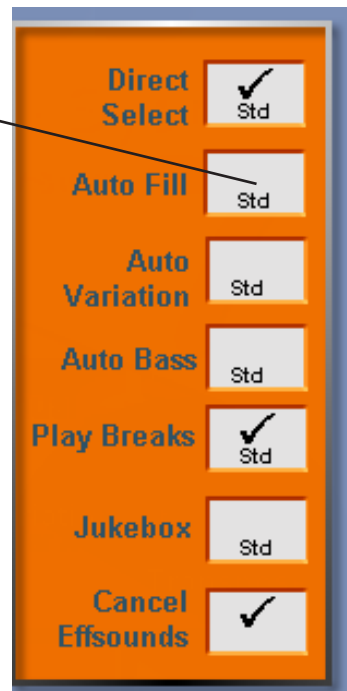 Direct
Select
✓
Std
Auto Fill
Std
Auto
Variation
Std
Auto Bass
Std
Play Breaks
✓
Std
Jukebox
Std
Cancel
Effsounds
✓